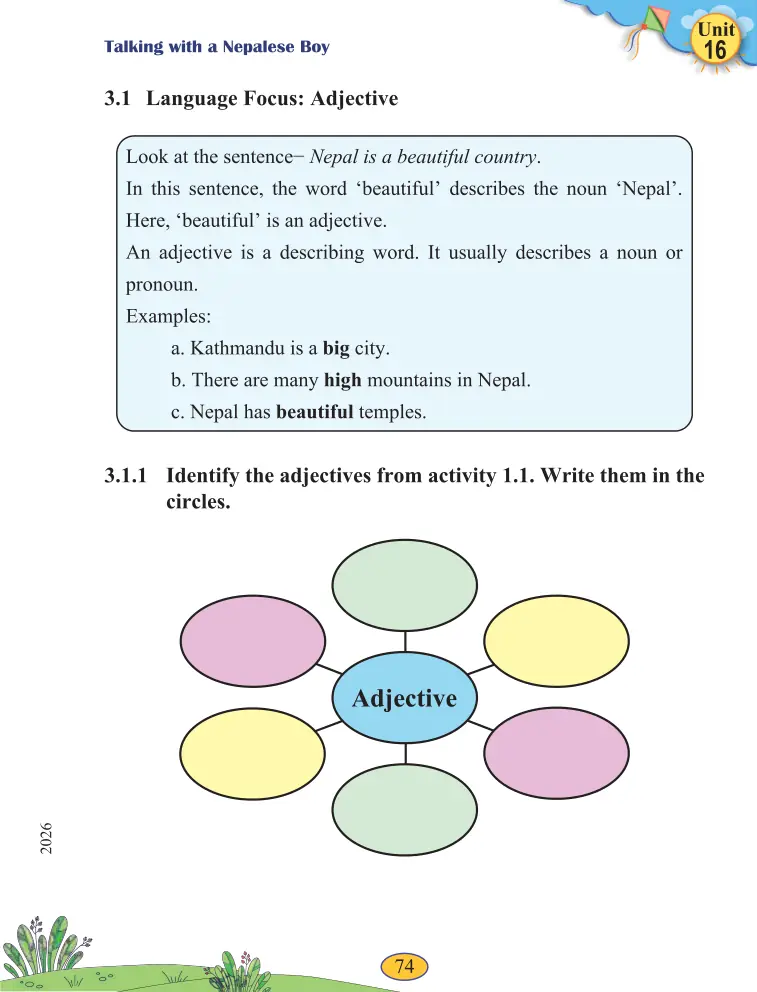 Talking with a Nepalese Boy
Unit
16
3.1 Language Focus: Adjective
Look at the sentence− Nepal is a beautiful country.
In this sentence, the word ‘beautiful’ describes the noun ‘Nepal’.
Here, ‘beautiful’ is an adjective.
An adjective is a describing word. It usually describes a noun or
pronoun.
Examples:
a. Kathmandu is a big city.
b. There are many high mountains in Nepal.
c. Nepal has beautiful temples.
3.1.1 Identify the adjectives from activity 1.1. Write them in the
circles.
Adjective
2026
74